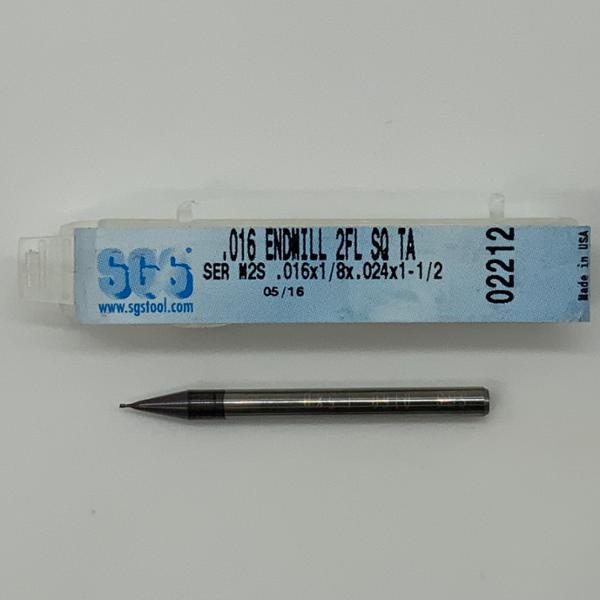 SGS
www.sgstool.com
.016 ENDMILL 2FL SQ TA
SER M2S .016x1/8x.024x1-1/2
05/16
02212
Made in USA